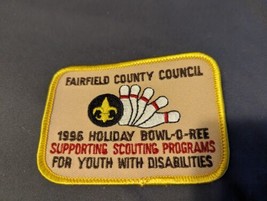 FAIRFIELD COUNTY COUNCIL
1996 HOLIDAY BOWL-O-REE
SUPPORTING SCOUTING PROGRAMS
FOR YOUTH WITH DISABILITIES